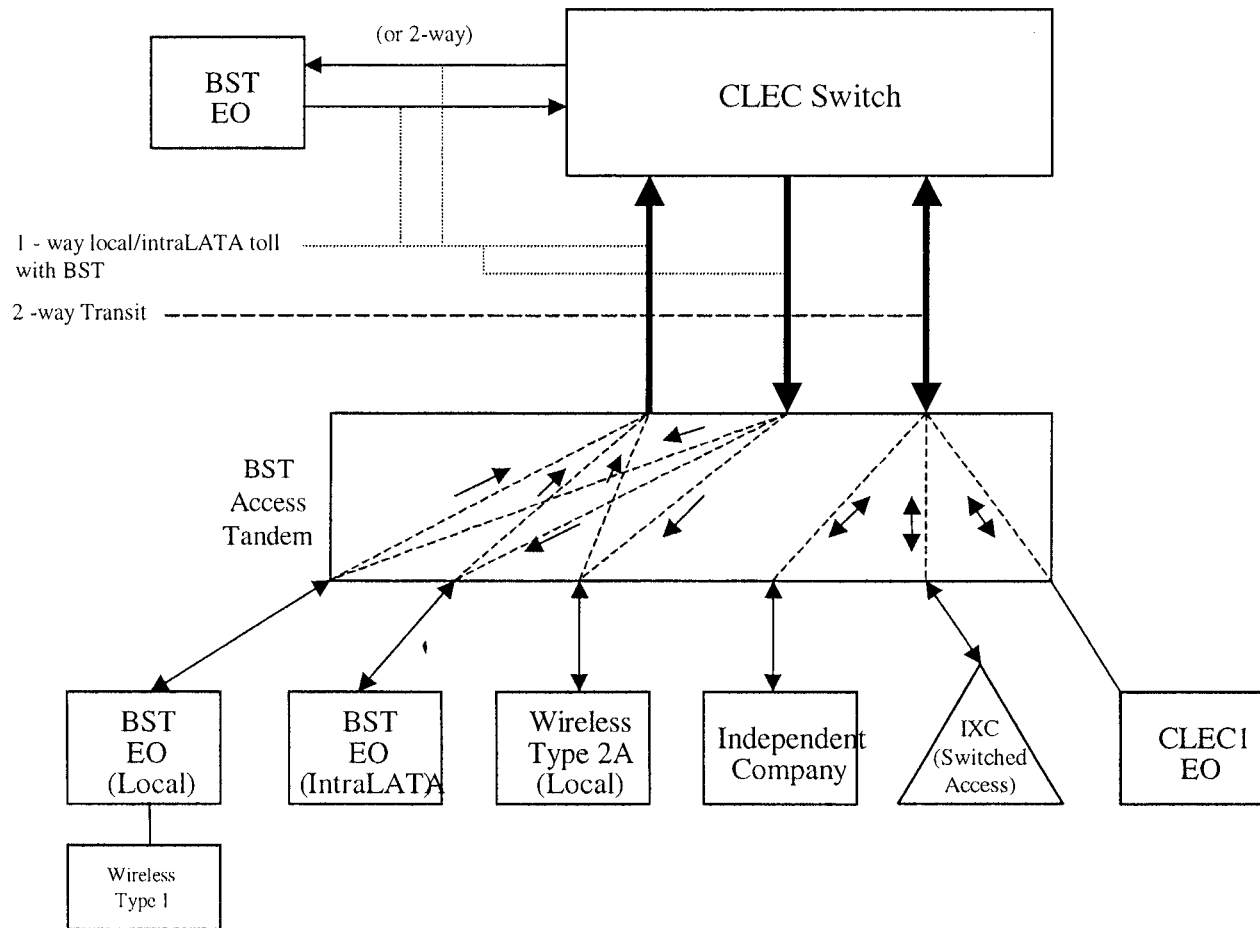 (or 2-way)
BST
EO
CLEC Switch
1 - way local/intraLATA toll
with BST
2 -way Transit
BST
Access
Tandem
BST
EO
(Local)
BST
EO
(IntraLATA)
Wireless
Type 2A
(Local)
Independent
Company
IXC
(Switched
Access)
CLEC1
EO
Wireless
Type 1